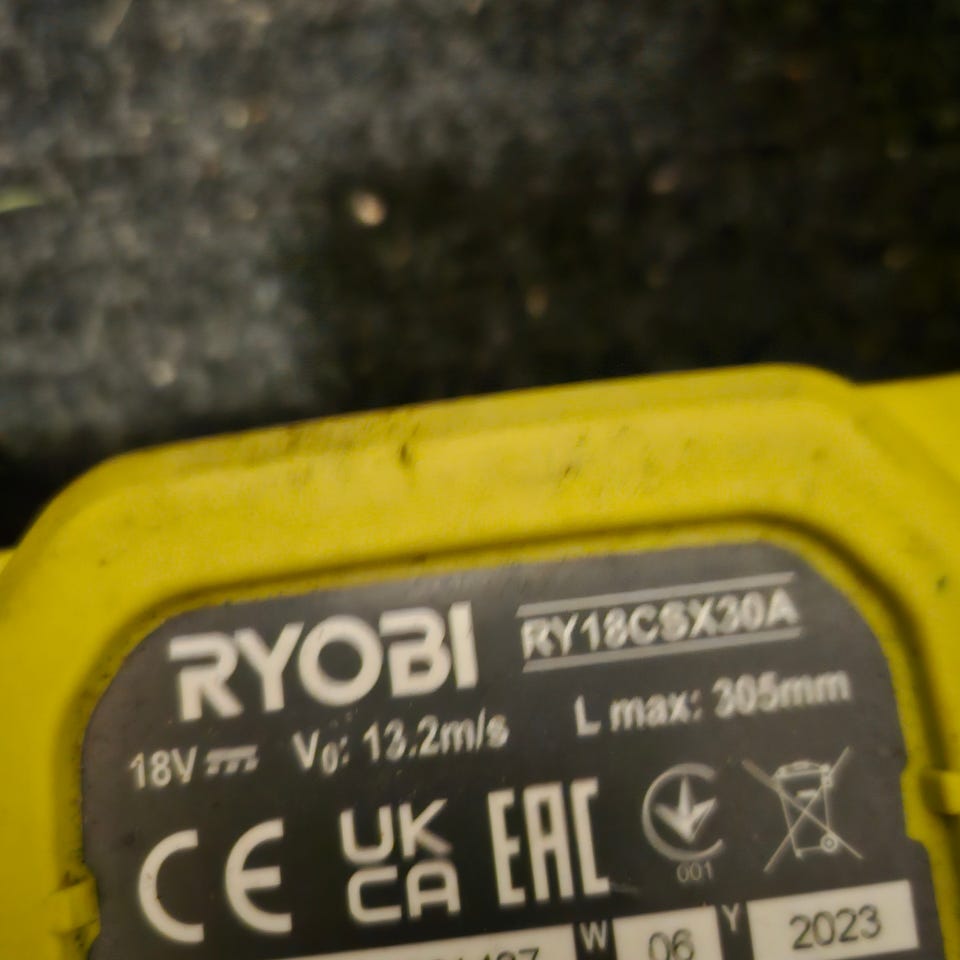 RYOBI RY18CSX30A
18V V₀: 13.2m/s L max: 305mm
CE UK CA EAC 001
W 06 Y 2023